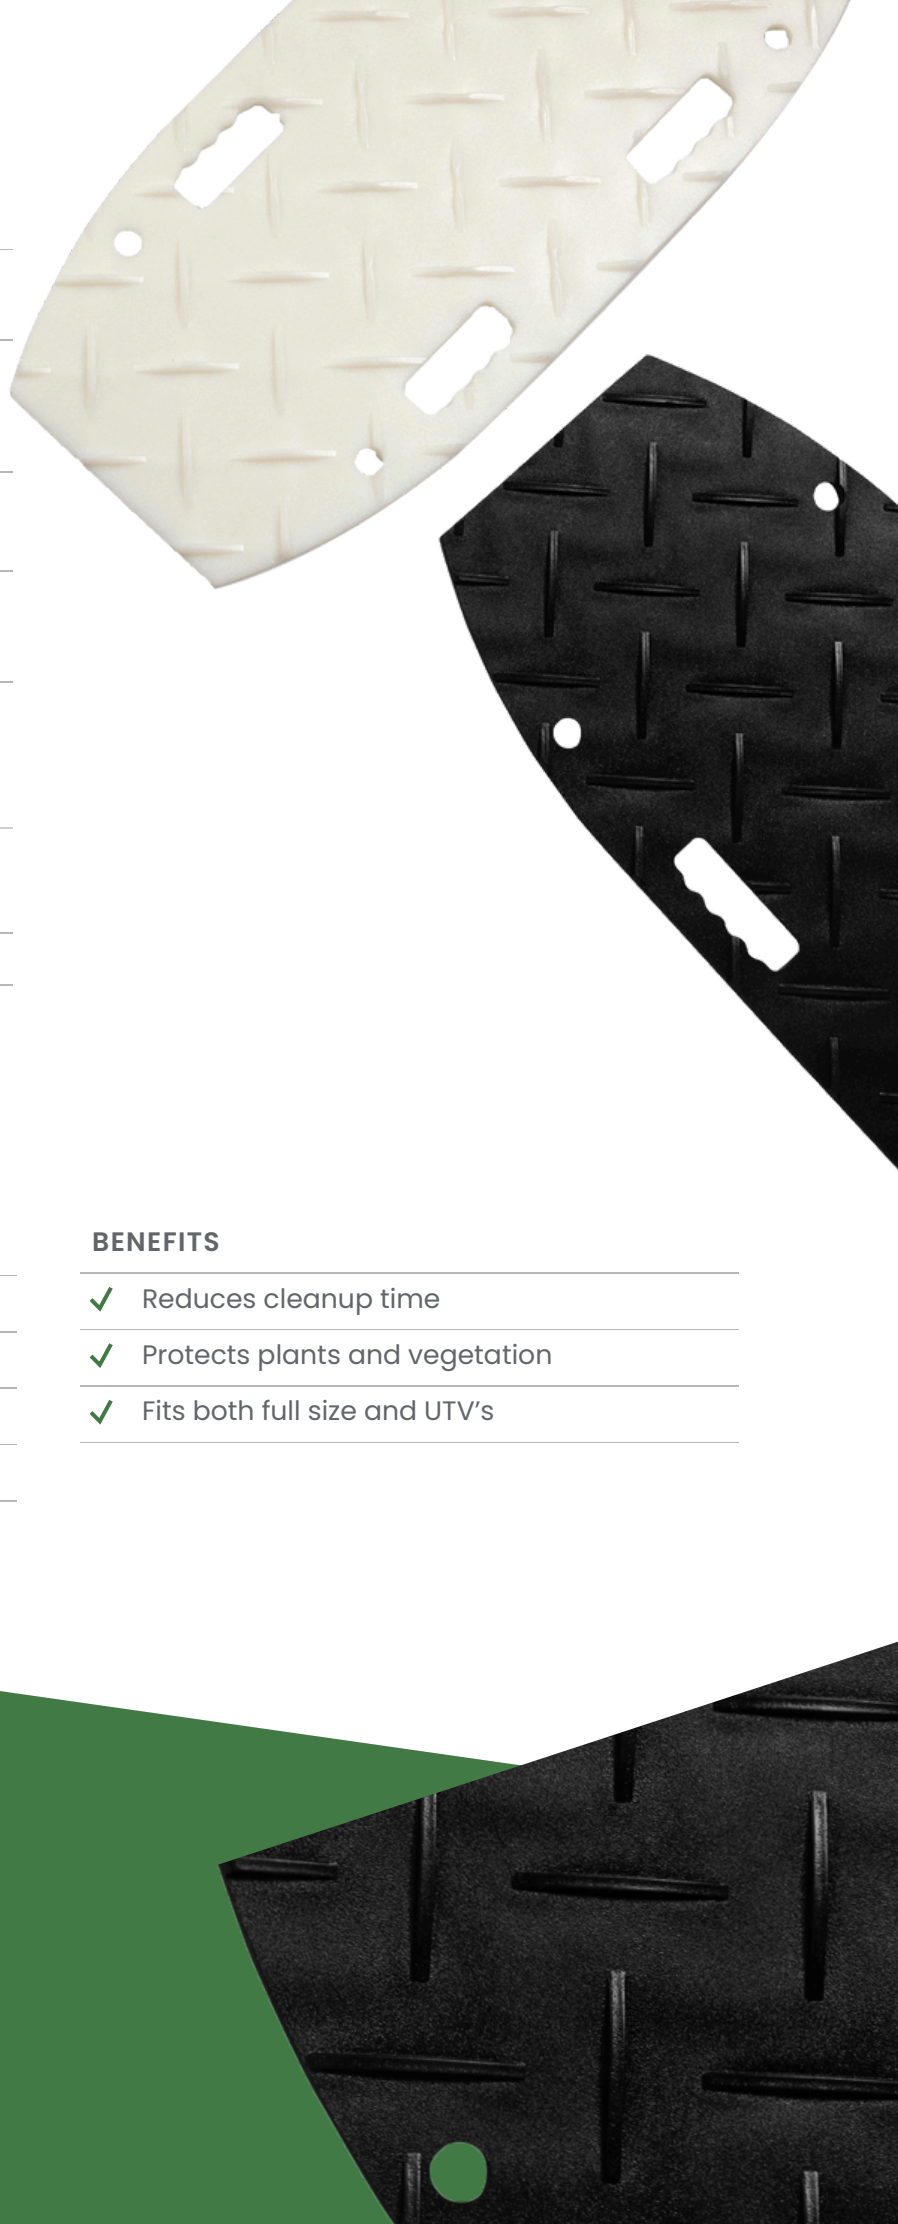 BENEFITS
Reduces cleanup time
Protects plants and vegetation
Fits both full size and UTV’s